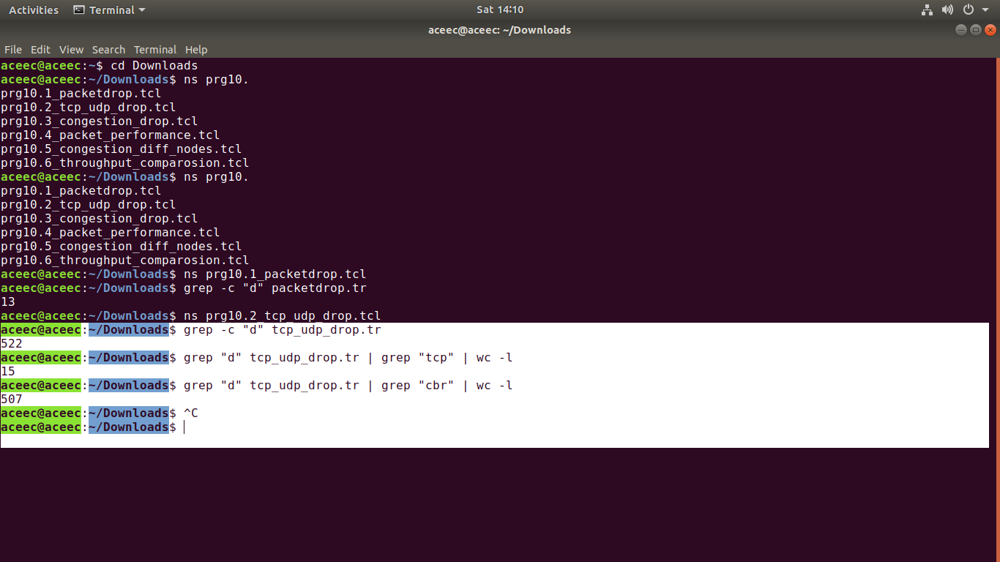 Activities Terminal Sat 14:10
aceec@aceec: ~/Downloads
File Edit View Search Terminal Help
aceec@aceec:~$ cd Downloads
aceec@aceec:~/Downloads$ ns prg10.
prg10.1_packetdrop.tcl
prg10.2_tcp_udp_drop.tcl
prg10.3_congestion_drop.tcl
prg10.4_packet_performance.tcl
prg10.5_congestion_diff_nodes.tcl
prg10.6_throughput_comparosion.tcl
aceec@aceec:~/Downloads$ ns prg10.
prg10.1_packetdrop.tcl
prg10.2_tcp_udp_drop.tcl
prg10.3_congestion_drop.tcl
prg10.4_packet_performance.tcl
prg10.5_congestion_diff_nodes.tcl
prg10.6_throughput_comparosion.tcl
aceec@aceec:~/Downloads$ ns prg10.1_packetdrop.tcl
aceec@aceec:~/Downloads$ grep -c "d" packetdrop.tr
13
aceec@aceec:~/Downloads$ ns prg10.2_tcp_udp_drop.tcl
aceec@aceec:~/Downloads$ grep -c "d" tcp_udp_drop.tr
522
aceec@aceec:~/Downloads$ grep "d" tcp_udp_drop.tr | grep "tcp" | wc -l
15
aceec@aceec:~/Downloads$ grep "d" tcp_udp_drop.tr | grep "cbr" | wc -l
507
aceec@aceec:~/Downloads$ ^C
aceec@aceec:~/Downloads$